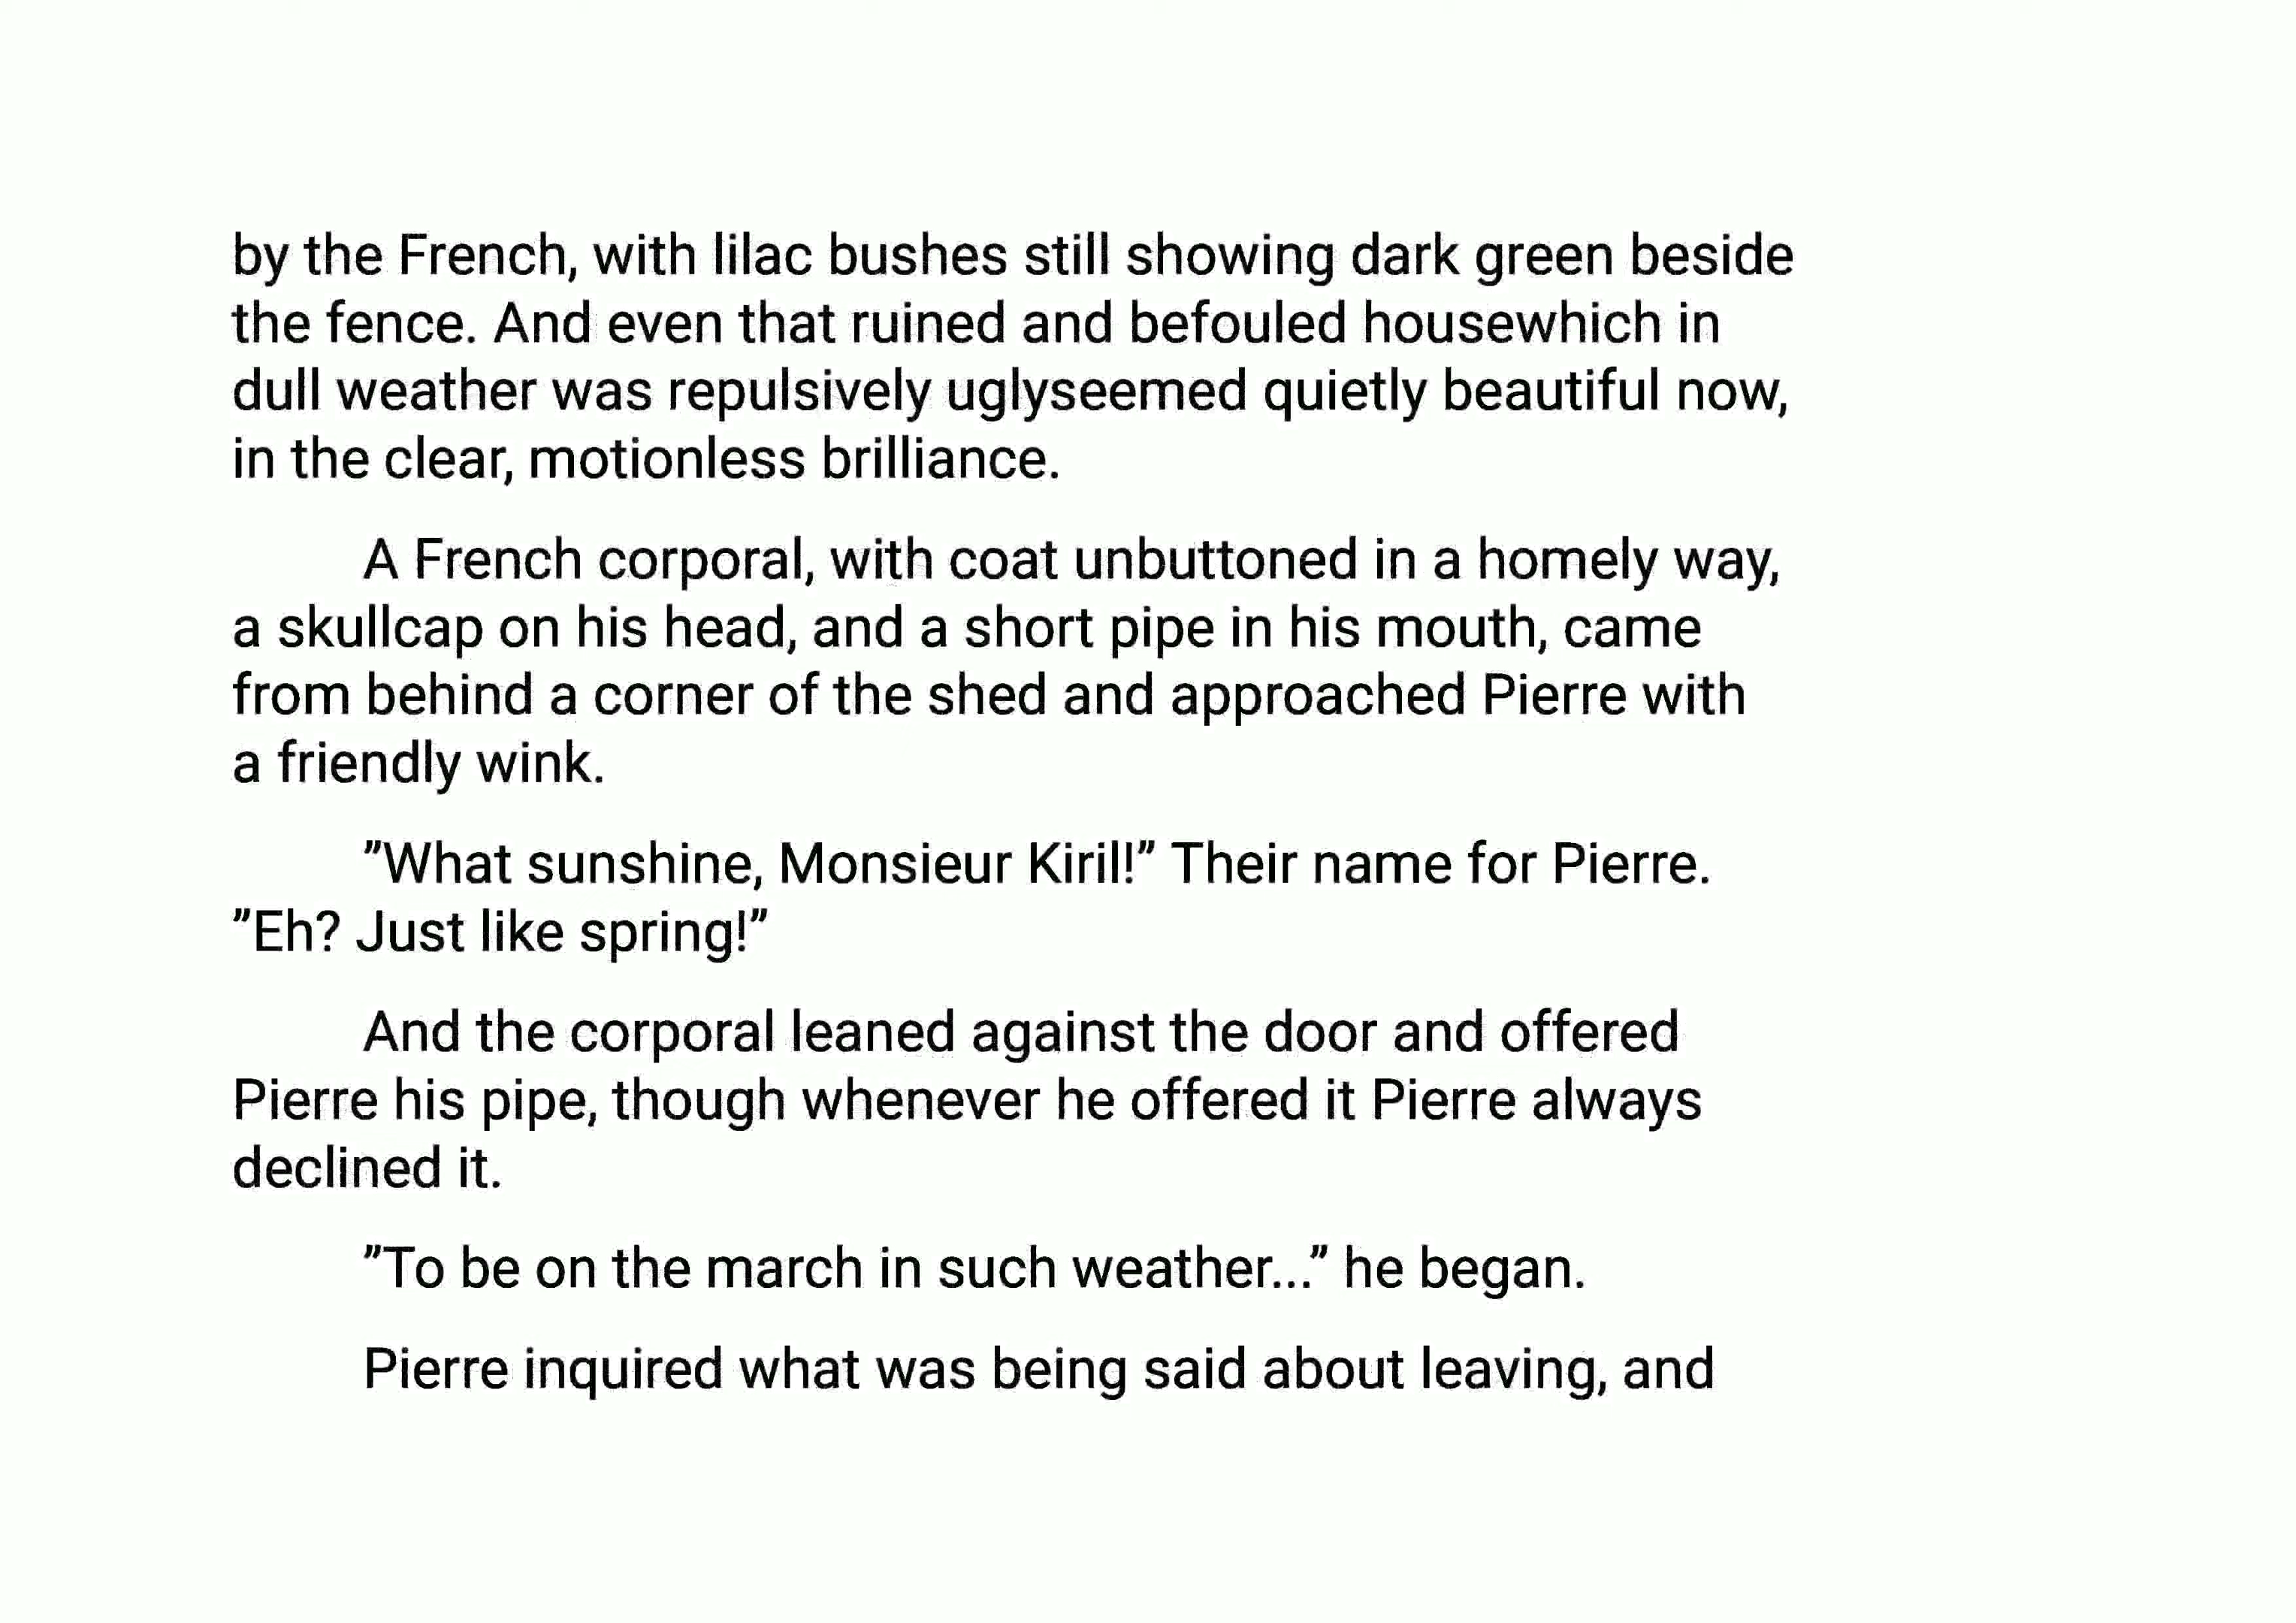 by the French, with lilac bushes still showing dark green beside
the fence. And even that ruined and befouled housewhich in
dull weather was repulsively uglyseemed quietly beautiful now,
in the clear, motionless brilliance.
A French corporal, with coat unbuttoned in a homely way,
a skullcap on his head, and a short pipe in his mouth, came
from behind a corner of the shed and approached Pierre with
a friendly wink.
”What sunshine, Monsieur Kiril!” Their name for Pierre.
”Eh? Just like spring!”
And the corporal leaned against the door and offered
Pierre his pipe, though whenever he offered it Pierre always
declined it.
”To be on the march in such weather...” he began.
Pierre inquired what was being said about leaving, and